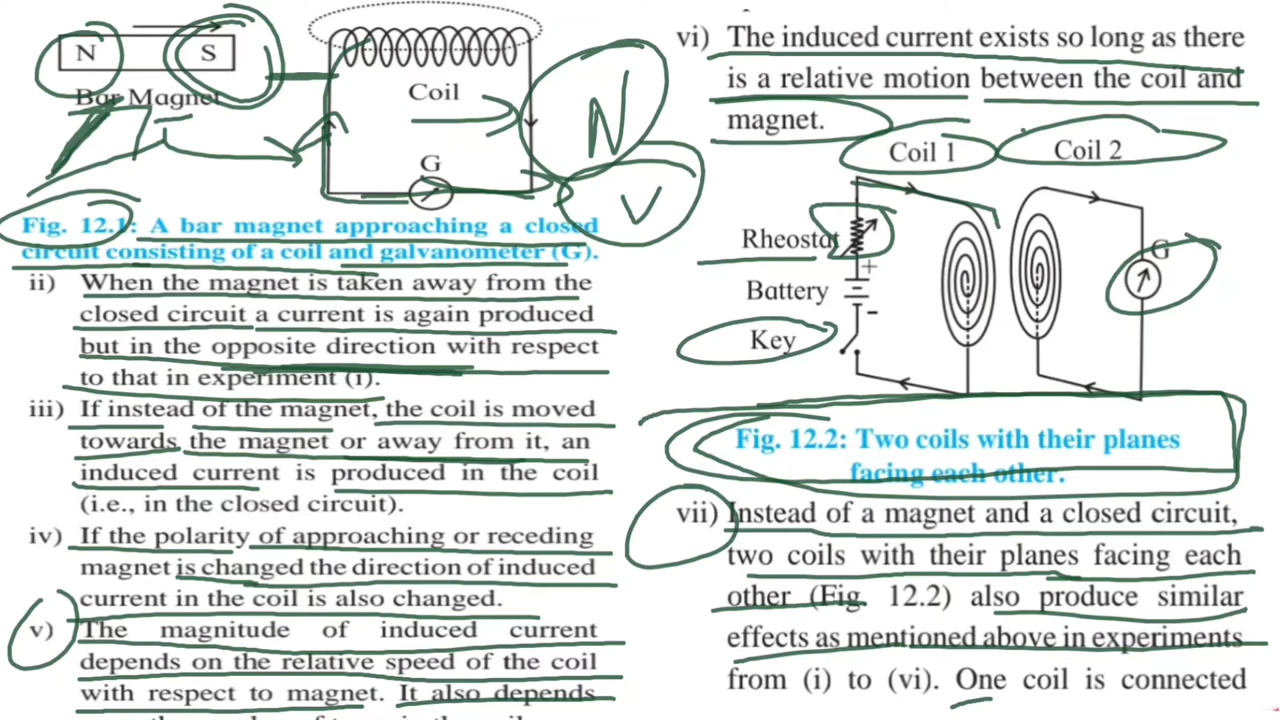 N S
Bar Magnet
Coil
N
G
V
Fig. 12.1: A bar magnet approaching a closed
circuit consisting of a coil and galvanometer (G).
ii) When the magnet is taken away from the
closed circuit a current is again produced
but in the opposite direction with respect
to that in experiment (i).
iii) If instead of the magnet, the coil is moved
towards the magnet or away from it, an
induced current is produced in the coil
(i.e., in the closed circuit).
iv) If the polarity of approaching or receding
magnet is changed the direction of induced
current in the coil is also changed.
v) The magnitude of induced current
depends on the relative speed of the coil
with respect to magnet. It also depends
vi) The induced current exists so long as there
is a relative motion between the coil and
magnet.
Coil 1 Coil 2
Rheostat
G
+
Battery
-
Key
Fig. 12.2: Two coils with their planes
facing each other.
vii) Instead of a magnet and a closed circuit,
two coils with their planes facing each
other (Fig. 12.2) also produce similar
effects as mentioned above in experiments
from (i) to (vi). One coil is connected